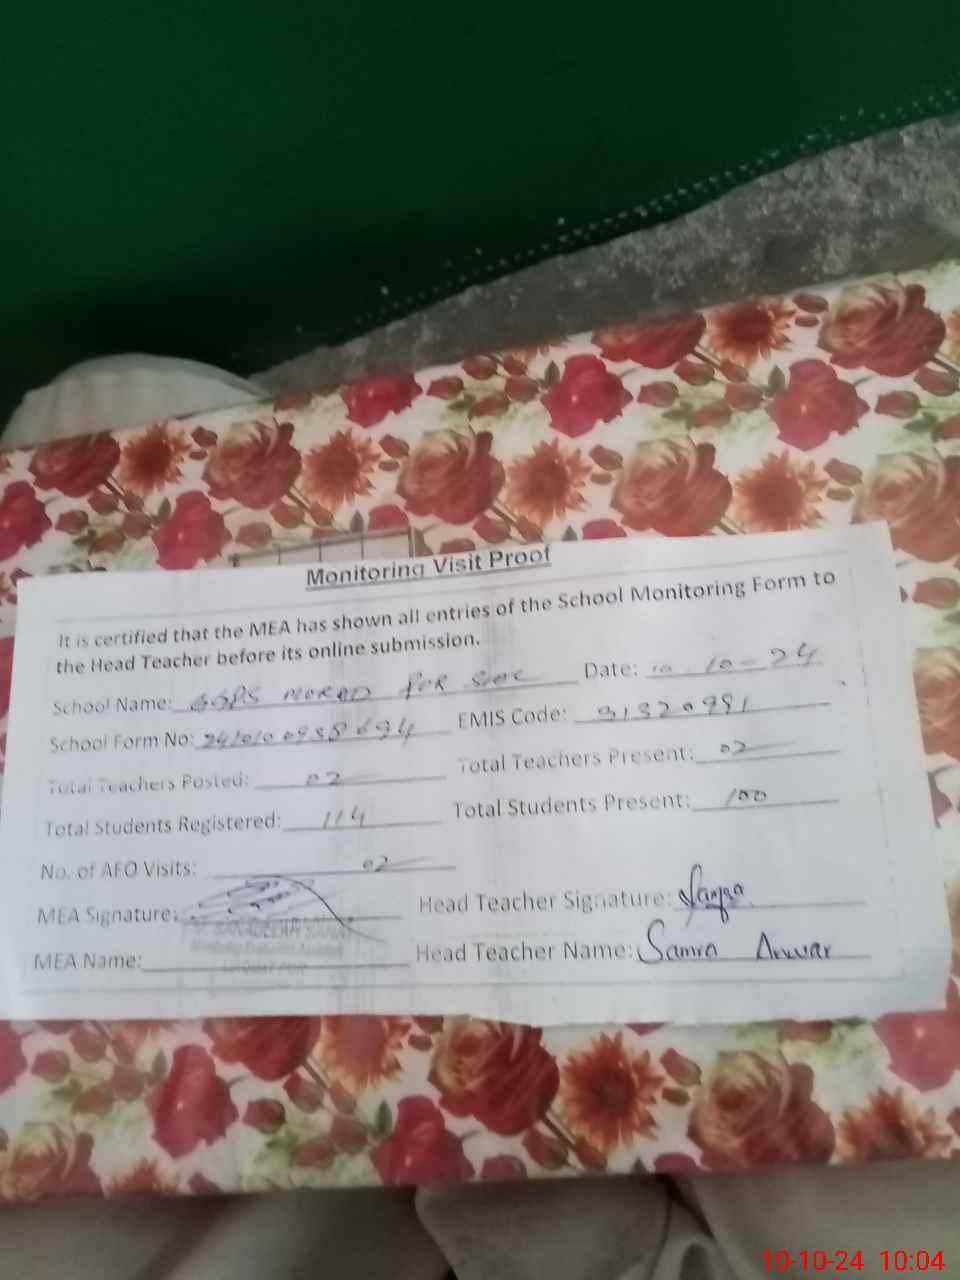 Monitoring Visit Proof
It is certified that the MEA has shown all entries of the School Monitoring Form to
the Head Teacher before its online submission.
School Name: GGPS MORAD PUR Date: 10-10-24
School Form No: EMIS Code: 31320991
Total Teachers Posted: 02 Total Teachers Present: 02
Total Students Registered: 114 Total Students Present: 100
No. of AFO Visits: 02
MEA Signature: Head Teacher Signature: Samra
MEA Name: Head Teacher Name: Samra Anwar
10-10-24 10:04